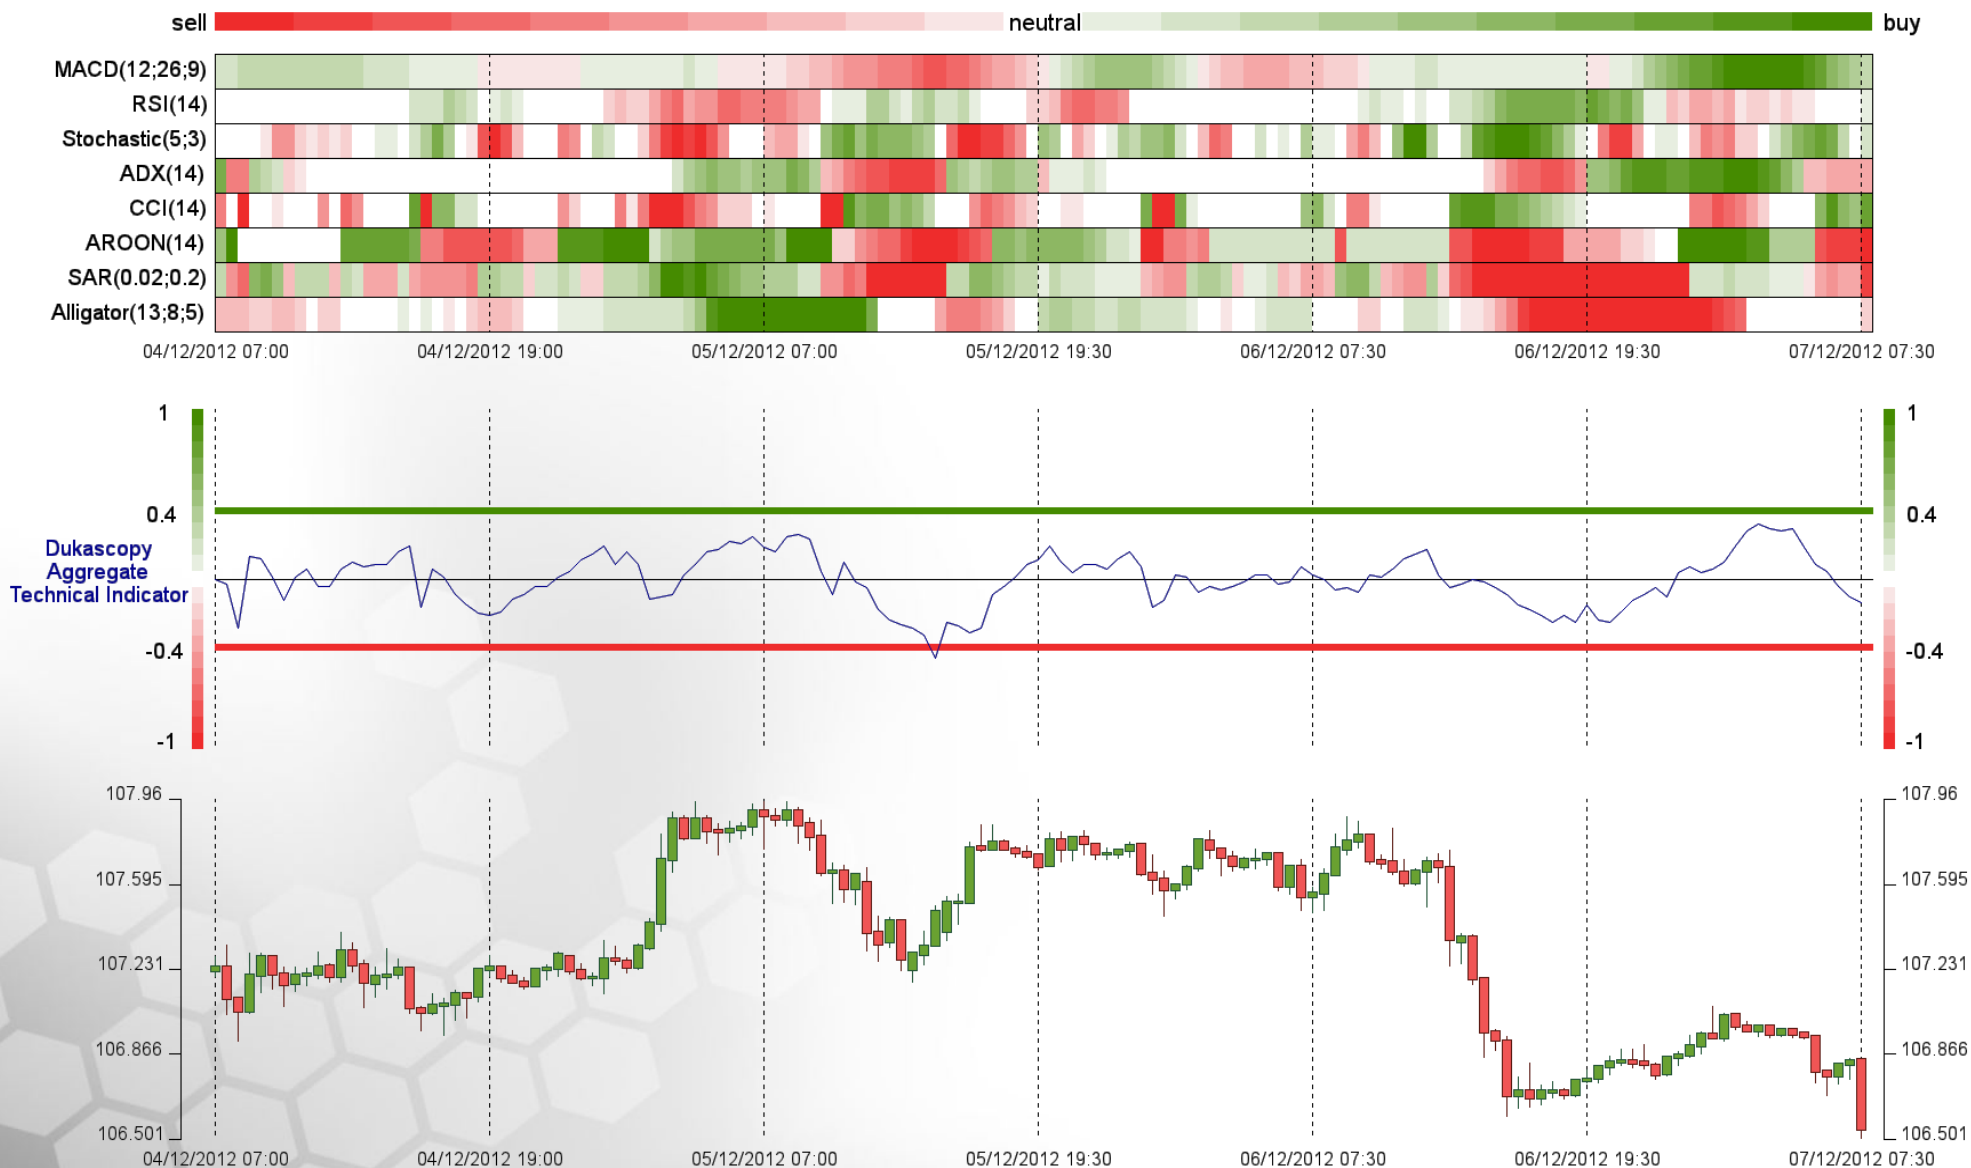 sell neutral buy
MACD(12;26;9)
RSI(14)
Stochastic(5;3)
ADX(14)
CCI(14)
AROON(14)
SAR(0.02;0.2)
Alligator(13;8;5)
04/12/2012 07:00 04/12/2012 19:00 05/12/2012 07:00 05/12/2012 19:30 06/12/2012 07:30 06/12/2012 19:30 07/12/2012 07:30
1 1
0.4 0.4
Dukascopy
Aggregate
Technical Indicator
-0.4 -0.4
-1 -1
107.96 107.96
107.595 107.595
107.231 107.231
106.866 106.866
106.501 106.501
04/12/2012 07:00 04/12/2012 19:00 05/12/2012 07:00 05/12/2012 19:30 06/12/2012 07:30 06/12/2012 19:30 07/12/2012 07:30